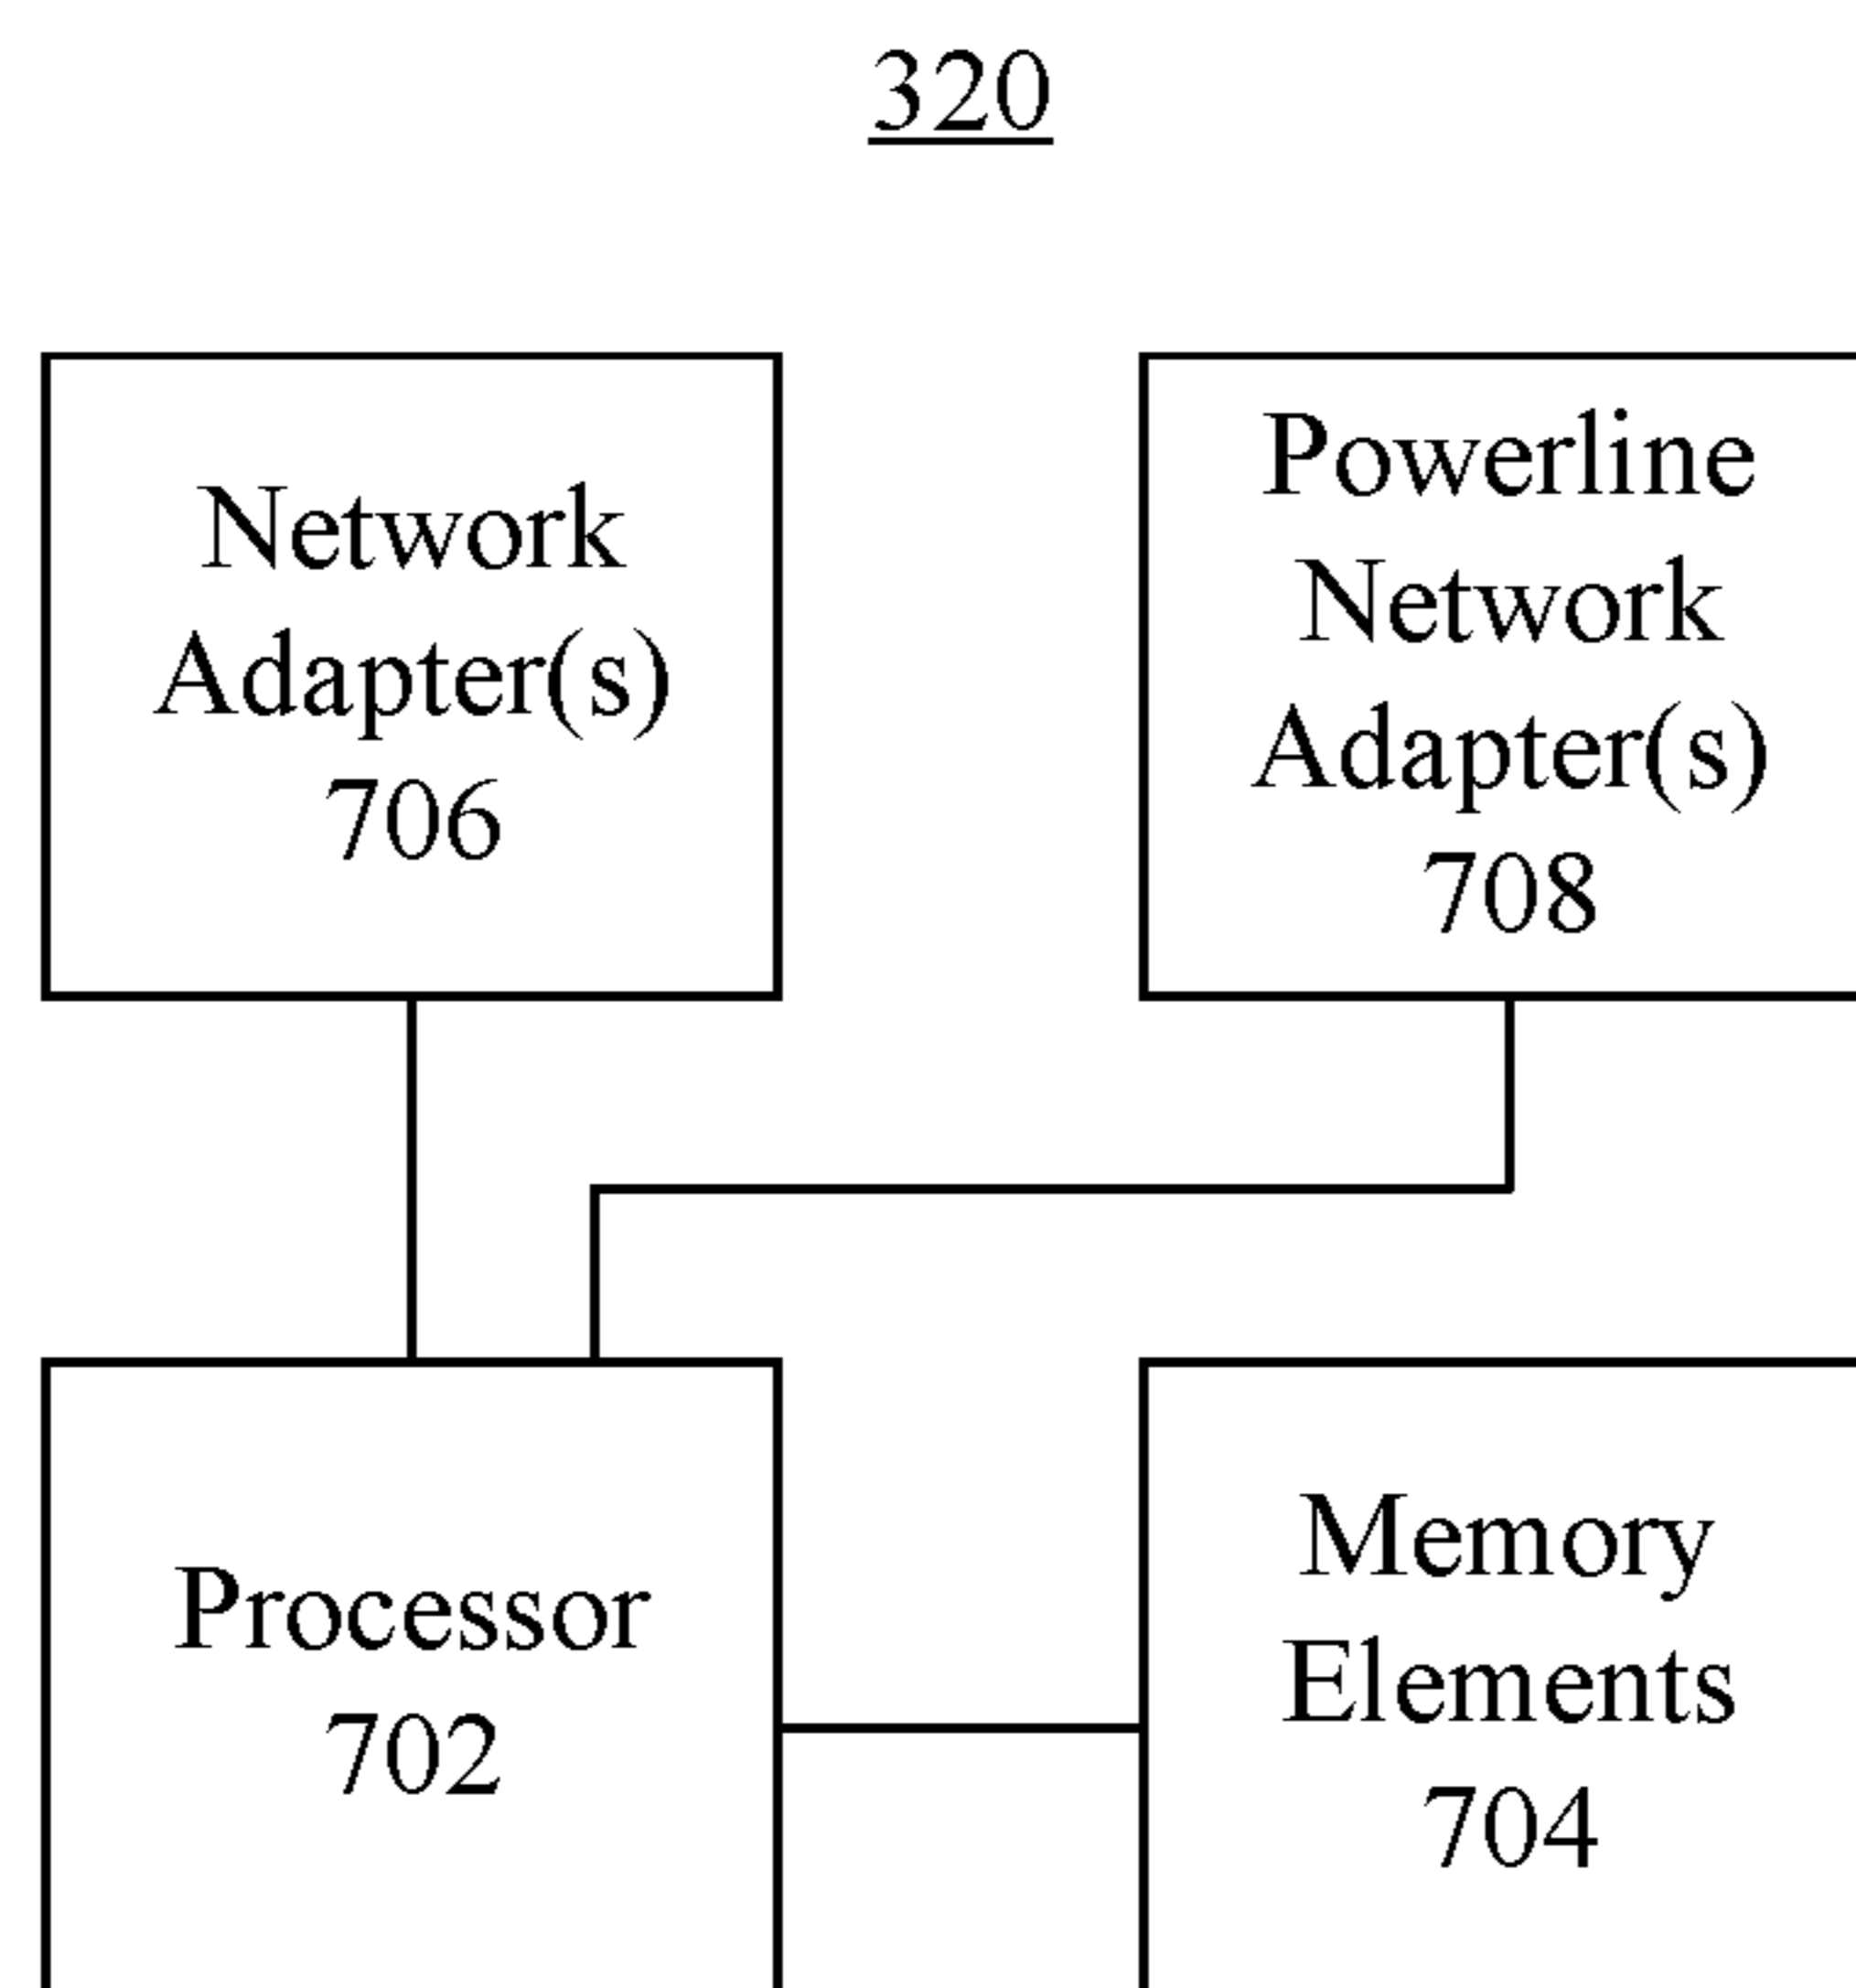 320
Network
Adapter(s)
706
Powerline
Network
Adapter(s)
708
Processor
702
Memory
Elements
704